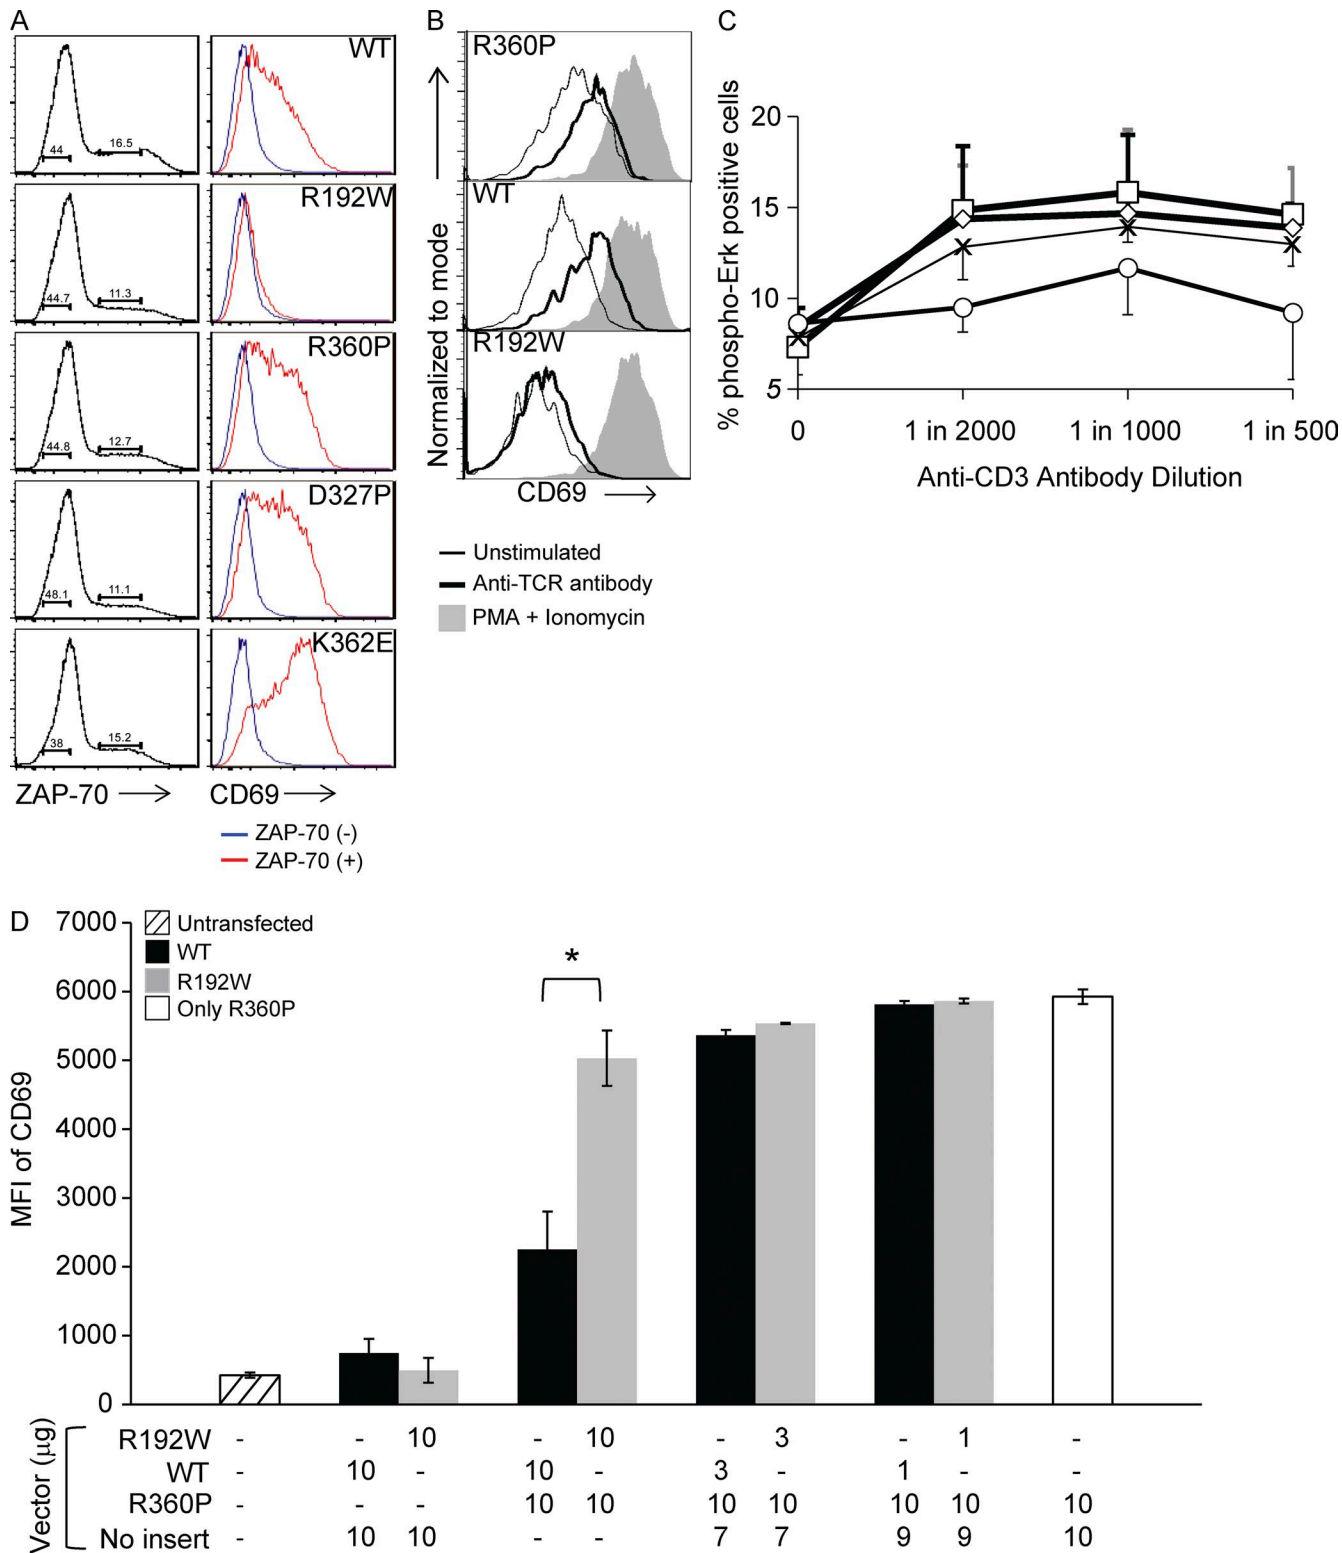 A
WT
44
16.5
R192W
44.7
11.3
R360P
44.8
12.7
D327P
48.1
11.1
K362E
38
15.2
ZAP-70
CD69
ZAP-70 (-)
ZAP-70 (+)
B
R360P
WT
R192W
Normalized to mode
CD69
Unstimulated
Anti-TCR antibody
PMA + Ionomycin
C
% phospho-Erk positive cells
20
15
10
5
0 1 in 2000 1 in 1000 1 in 500
Anti-CD3 Antibody Dilution
D
MFI of CD69
7000
6000
5000
4000
3000
2000
1000
0
Untransfected
WT
R192W
Only R360P
*
Vector (μg)
R192W - - 10 - 10 - 3 - 1 -
WT - 10 - 10 - 3 - 1 - -
R360P - - - 10 10 10 10 10 10 10
No insert - 10 10 - - 7 7 9 9 10